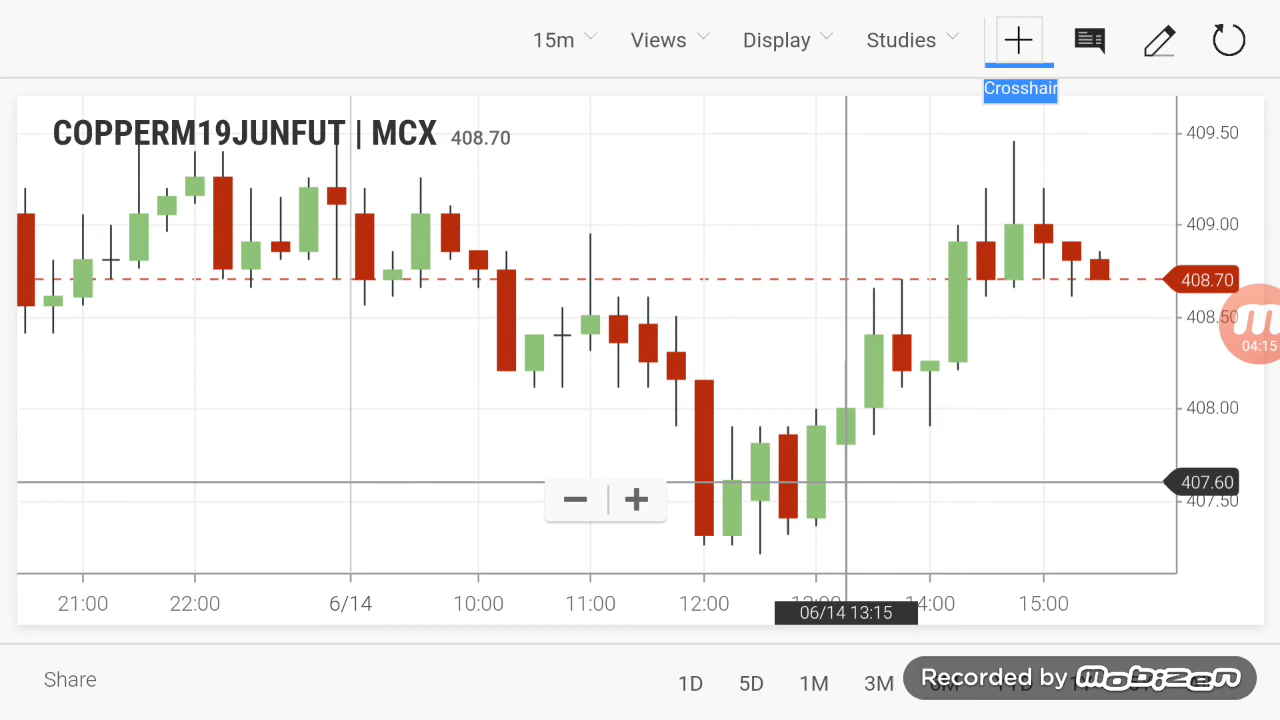 15m Views Display Studies
Crosshair
COPPERM19JUNFUT | MCX 408.70
409.50
409.00
408.70
408.50
04:15
408.00
407.60
407.50
21:00 22:00 6/14 10:00 11:00 12:00 14:00 15:00
06/14 13:15
Share 1D 5D 1M 3M
Recorded by mobizen